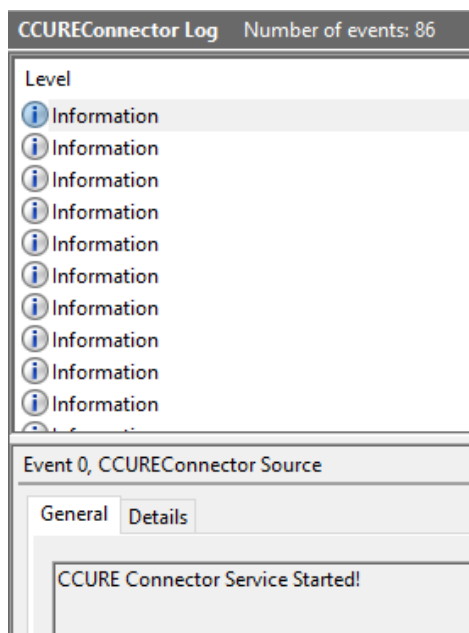 CCUREConnector Log Number of events: 86
Level
Information
Information
Information
Information
Information
Information
Information
Information
Information
Information
Event 0, CCUREConnector Source
General Details
CCURE Connector Service Started!